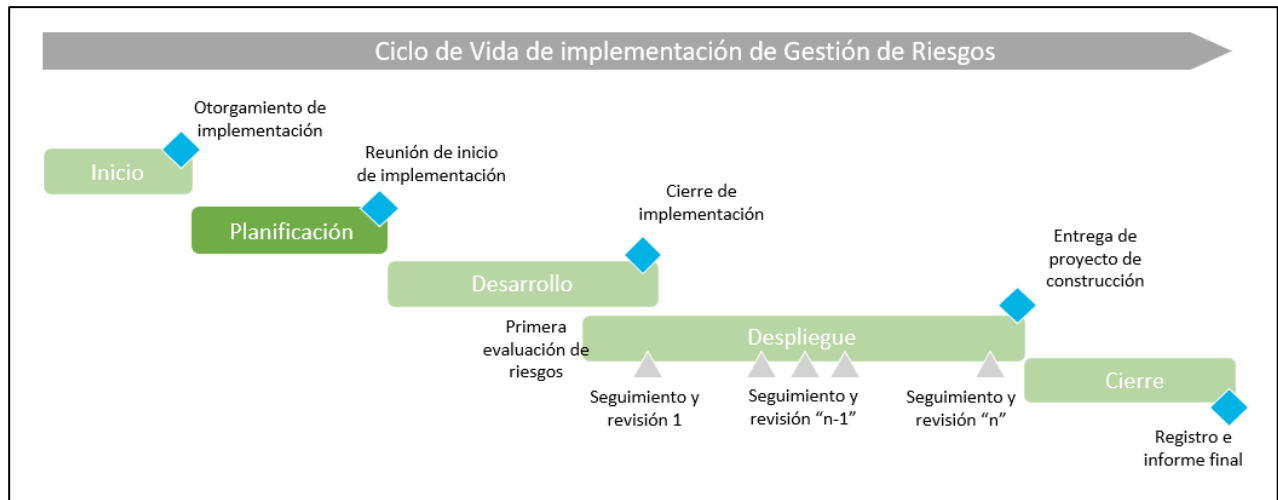 Ciclo de Vida de implementación de Gestión de Riesgos
Otorgamiento de
implementación
Inicio
Reunión de inicio
de implementación
Planificación
Cierre de
implementación
Desarrollo
Entrega de
proyecto de
construcción
Primera
evaluación de
riesgos
Despliegue
Seguimiento y
revisión 1
Seguimiento y
revisión “n-1”
Seguimiento y
revisión “n”
Cierre
Registro e
informe final